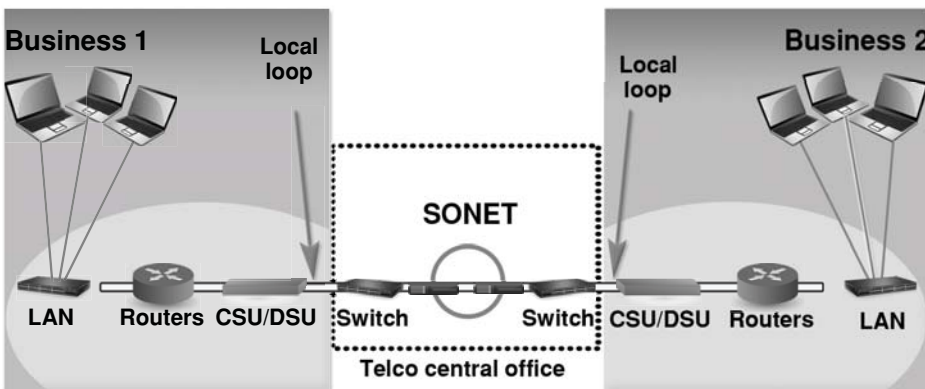 Business 1
Local
loop
Local
loop
Business 2
SONET
LAN
Routers
CSU/DSU
Switch
Switch
CSU/DSU
Routers
LAN
Telco central office